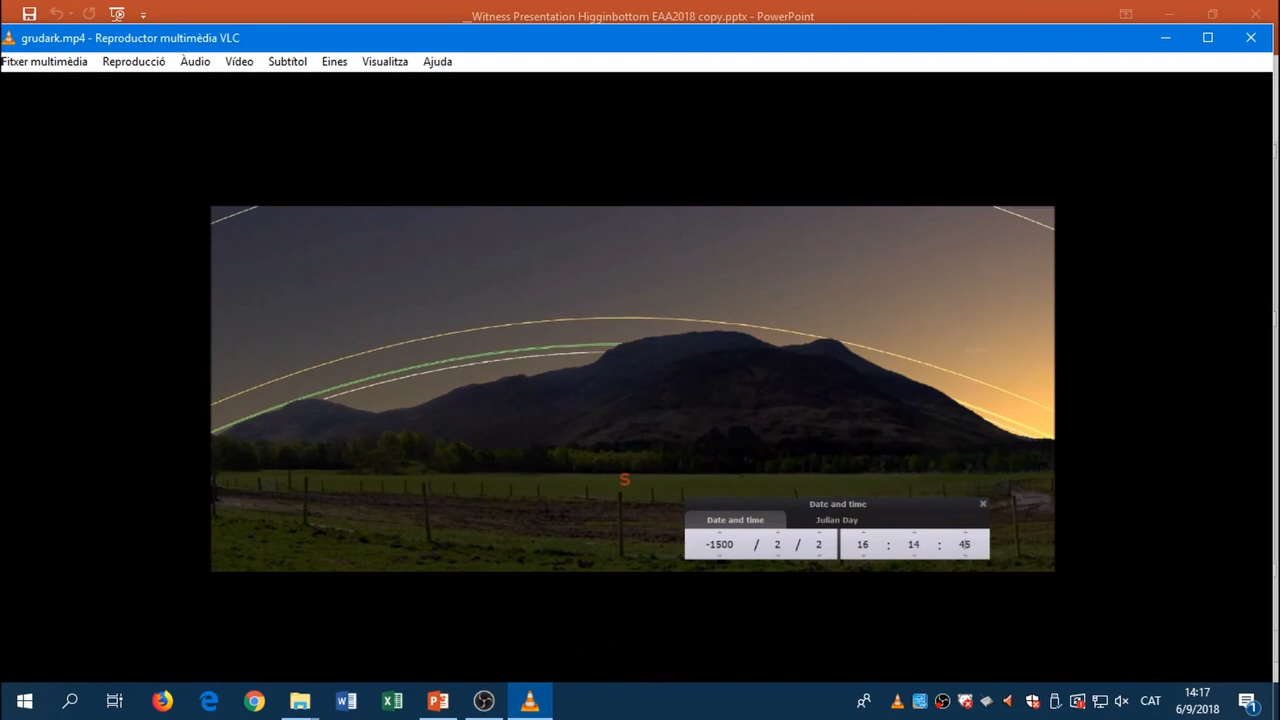 __Witness Presentation Higginbottom EAA2018 copy.pptx - PowerPoint
grudark.mp4 - Reproductor multimèdia VLC
Fitxer multimèdia Reproducció Àudio Vídeo Subtítol Eines Visualitza Ajuda
S
Date and time
Date and time Julian Day
-1500 / 2 / 2 16 : 14 : 45
CAT
14:17
6/9/2018
1